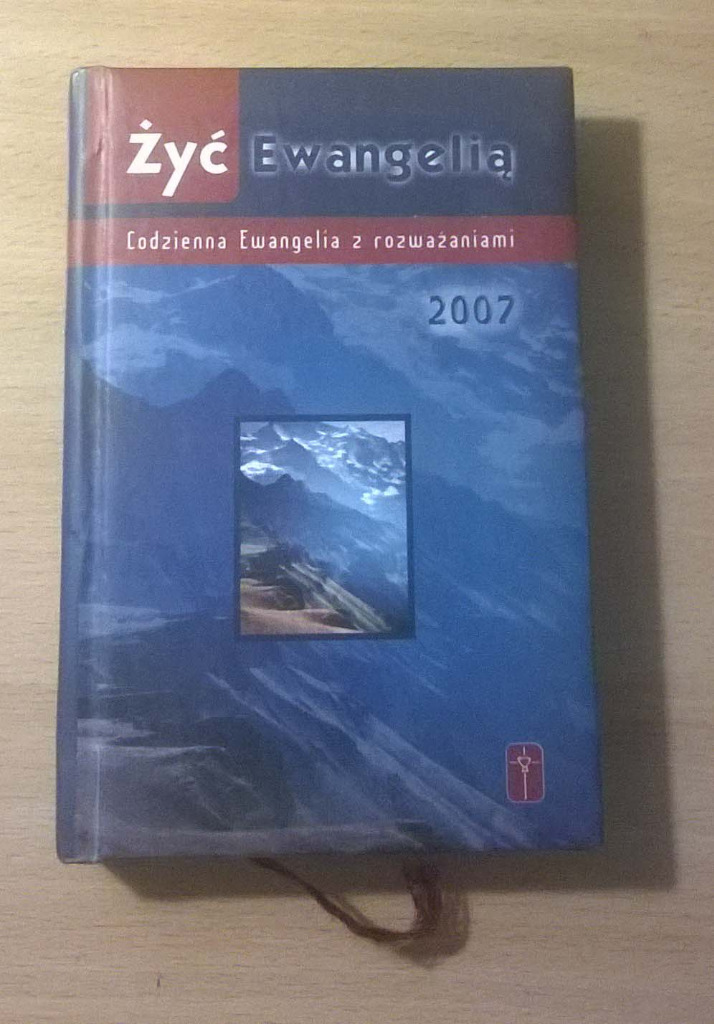 Żyć Ewangelią
Codzienna Ewangelia z rozważaniami
2007